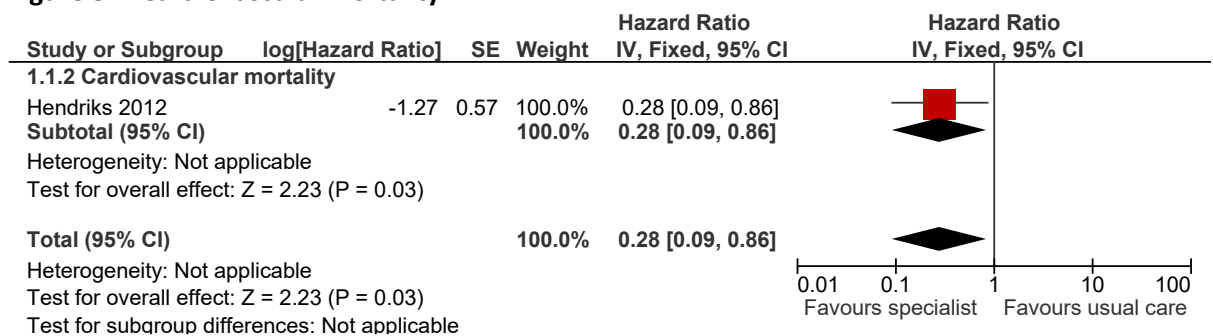 Hazard Ratio Hazard Ratio
Study or Subgroup log[Hazard Ratio] SE Weight IV, Fixed, 95% CI IV, Fixed, 95% CI
1.1.2 Cardiovascular mortality
Hendriks 2012 -1.27 0.57 100.0% 0.28 [0.09, 0.86]
Subtotal (95% CI) 100.0% 0.28 [0.09, 0.86]
Heterogeneity: Not applicable
Test for overall effect: Z = 2.23 (P = 0.03)
Total (95% CI) 100.0% 0.28 [0.09, 0.86]
Heterogeneity: Not applicable
Test for overall effect: Z = 2.23 (P = 0.03)
Test for subgroup differences: Not applicable
0.01 0.1 1 10 100
Favours specialist Favours usual care